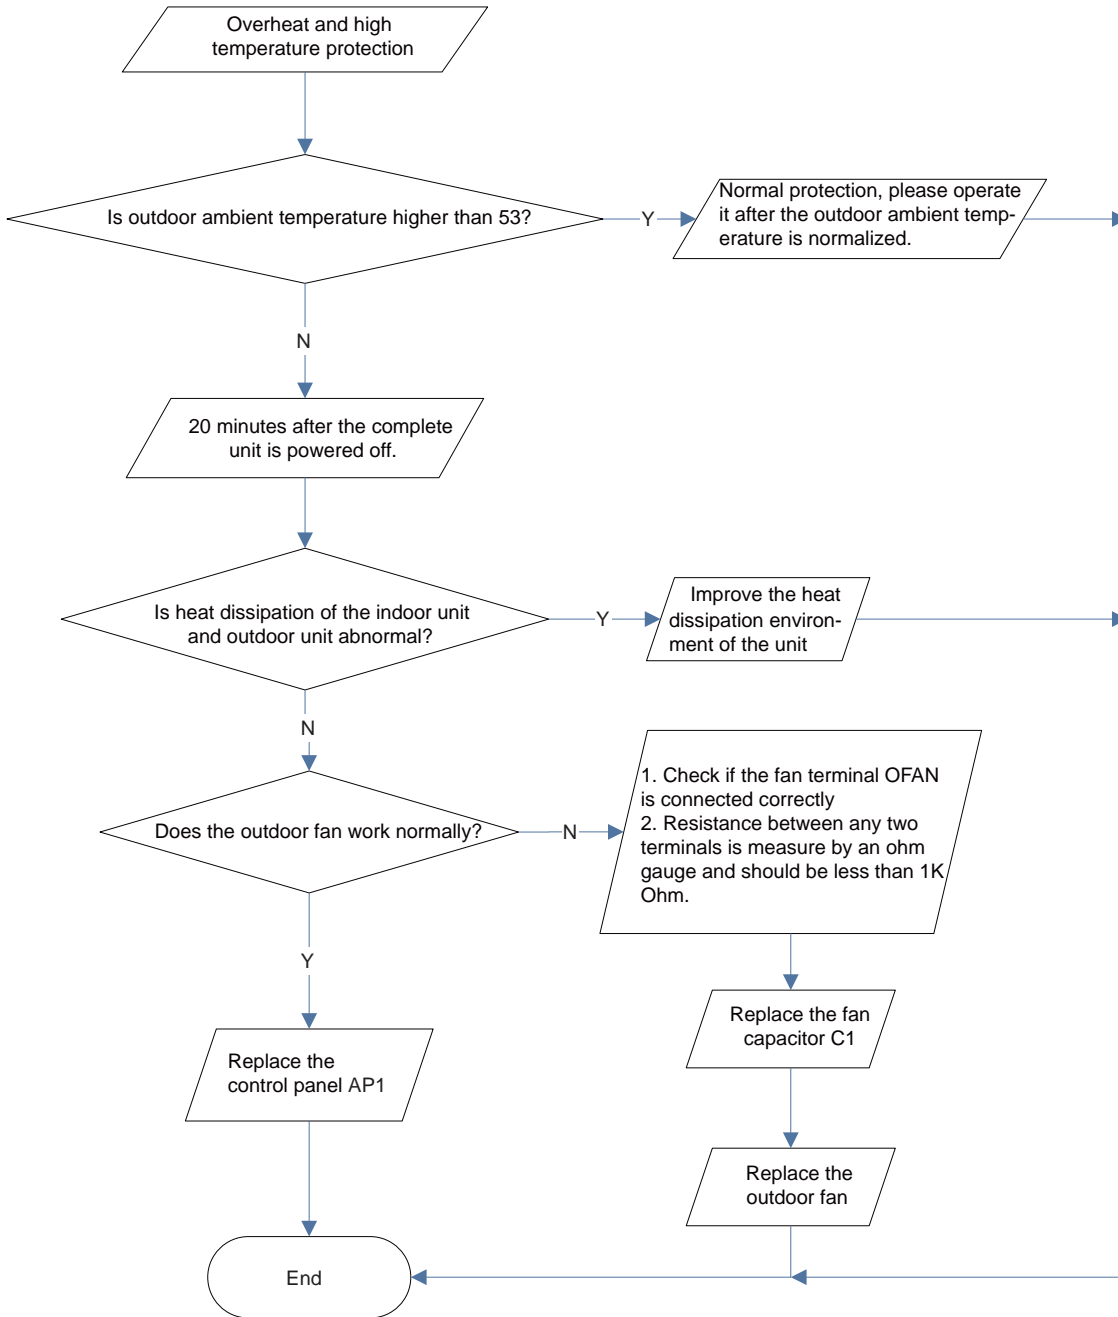 Overheat and high
temperature protection
Is outdoor ambient temperature higher than 53?
Y
Normal protection, please operate
it after the outdoor ambient temp-
erature is normalized.
N
20 minutes after the complete
unit is powered off.
Is heat dissipation of the indoor unit
and outdoor unit abnormal?
Y
Improve the heat
dissipation environ-
ment of the unit
N
Does the outdoor fan work normally?
N
1. Check if the fan terminal OFAN
is connected correctly
2. Resistance between any two
terminals is measure by an ohm
gauge and should be less than 1K
Ohm.
Y
Replace the fan
capacitor C1
Replace the
control panel AP1
Replace the
outdoor fan
End